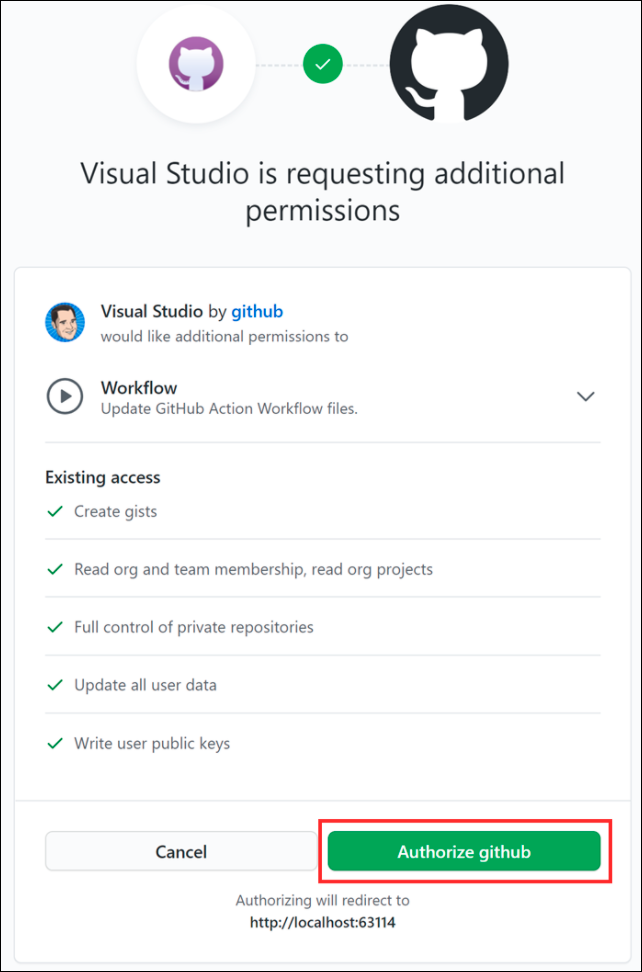 Visual Studio is requesting additional
permissions
Visual Studio by github
would like additional permissions to
Workflow
Update GitHub Action Workflow files.
Existing access
Create gists
Read org and team membership, read org projects
Full control of private repositories
Update all user data
Write user public keys
Cancel
Authorize github
Authorizing will redirect to
http://localhost:63114